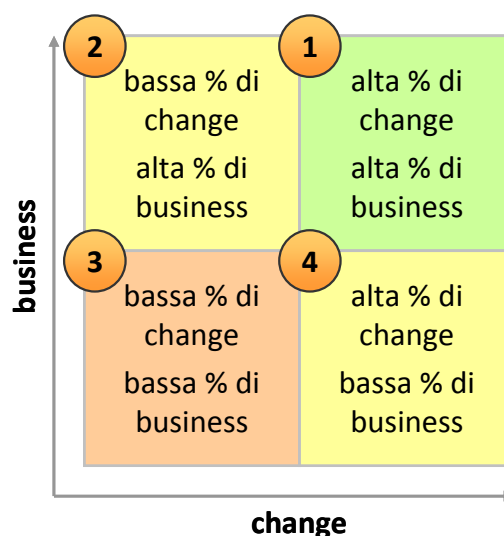 2
bassa % di
change
alta % di
business
1
alta % di
change
alta % di
business
3
bassa % di
change
bassa % di
business
4
alta % di
change
bassa % di
business
business
change